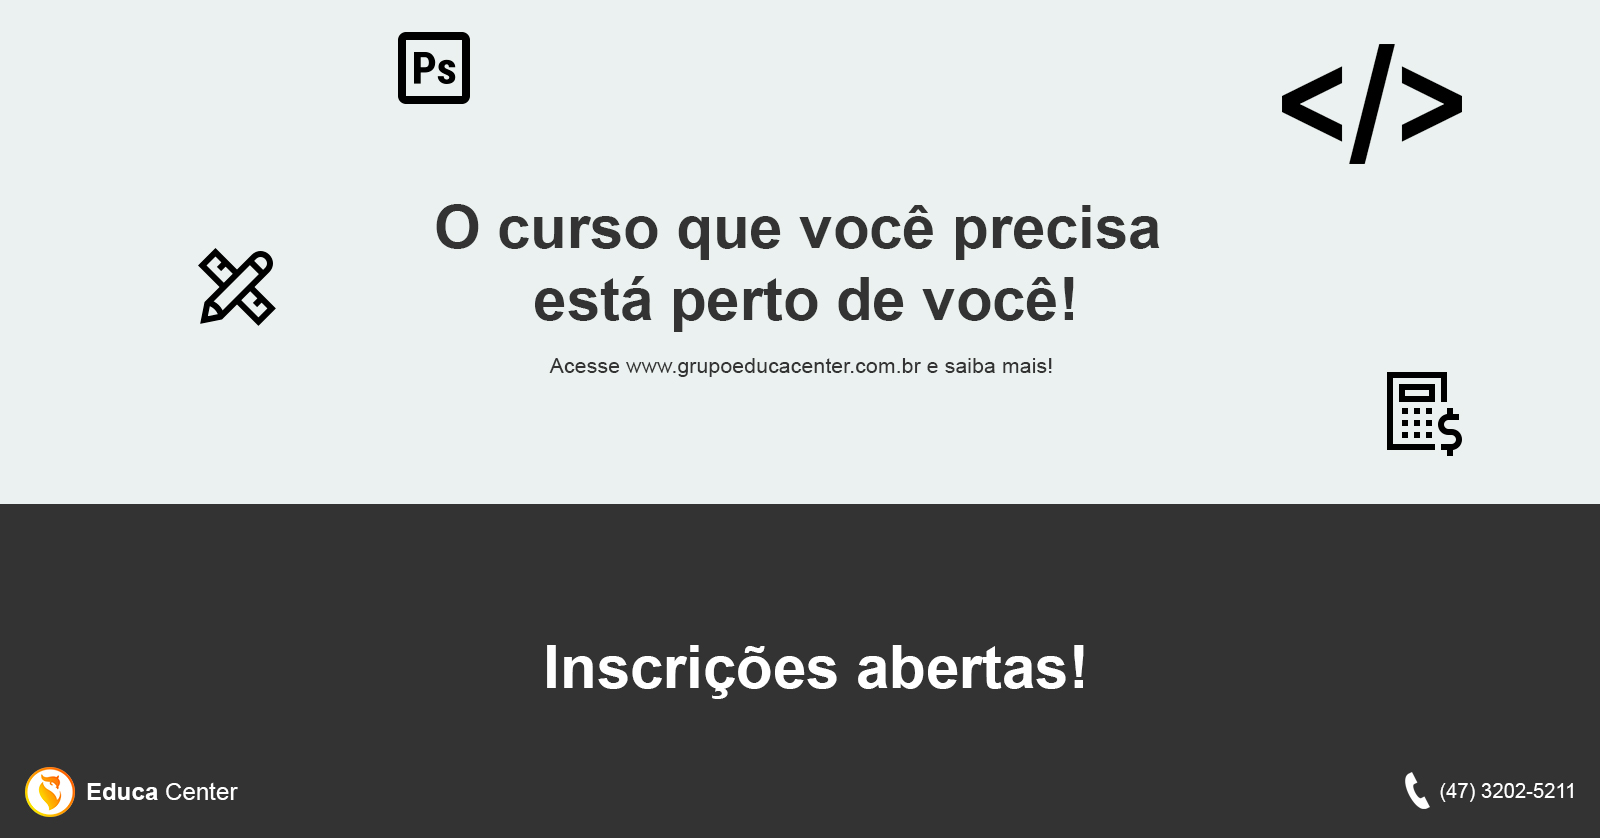 Ps
</>
O curso que você precisa
está perto de você!
Acesse www.grupoeducacenter.com.br e saiba mais!
$
Inscrições abertas!
Educa Center
(47) 3202-5211